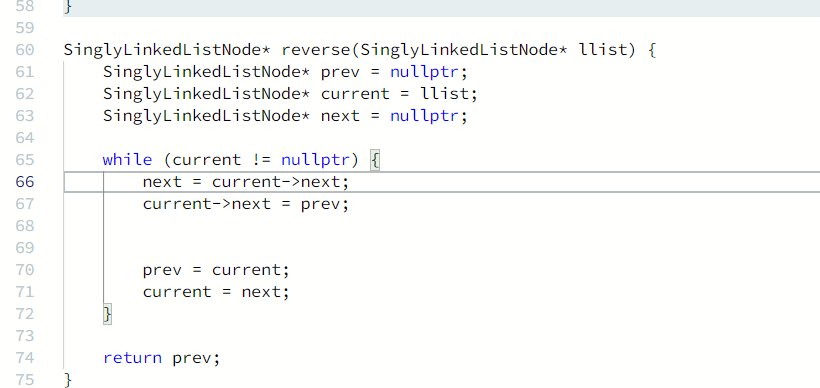 58 }
59
60 SinglyLinkedListNode* reverse(SinglyLinkedListNode* llist) {
61     SinglyLinkedListNode* prev = nullptr;
62     SinglyLinkedListNode* current = llist;
63     SinglyLinkedListNode* next = nullptr;
64
65     while (current != nullptr) {
66         next = current->next;
67         current->next = prev;
68
69
70         prev = current;
71         current = next;
72     }
73
74     return prev;
75 }